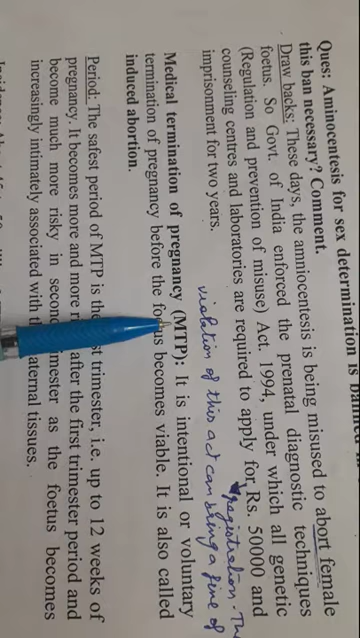 Ques: Aminocentesis for sex determination is banned
this ban necessary? Comment.
Draw backs: These days, the amniocentesis is being misused to abort female
foetus. So Govt. of India enforced the prenatal diagnostic techniques
(Regulation and prevention of misuse) Act. 1994, under which all genetic
counseling centres and laboratories are required to apply for Rs. 50000 and
registration. The
violation of this act can bring a fine of
imprisonment for two years.
Medical termination of pregnancy (MTP): It is intentional or voluntary
termination of pregnancy before the foetus becomes viable. It is also called
induced abortion.
Period: The safest period of MTP is the trimester, i.e. up to 12 weeks of
pregnancy. It becomes more and more after the first trimester period and
become much more risky in second trimester as the foetus becomes
increasingly intimately associated with maternal tissues.